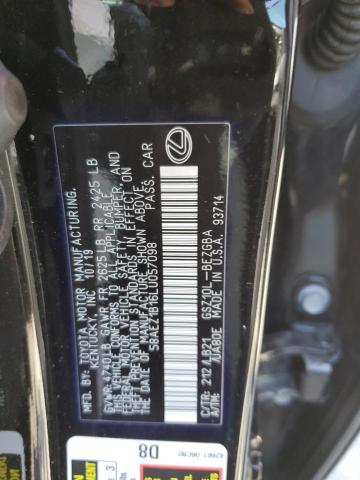 MFD. BY: TOYOTA MOTOR MANUFACTURING,
KENTUCKY, INC. 10/19
GVWR 4740LB GAWR FR 2625 LB RR 2425 LB
THIS VEHICLE CONFORMS TO ALL APPLICABLE
FEDERAL MOTOR VEHICLE SAFETY, BUMPER, AND
THEFT PREVENTION STANDARDS IN EFFECT ON
THE DATE OF MANUFACTURE SHOWN ABOVE.
58AEZ1B16LU057898 PASS. CAR
C/TR: 212 LB21 GSZ10L-BEZGBA
A/TM: UA80E MADE IN U.S.A. 93714
D8